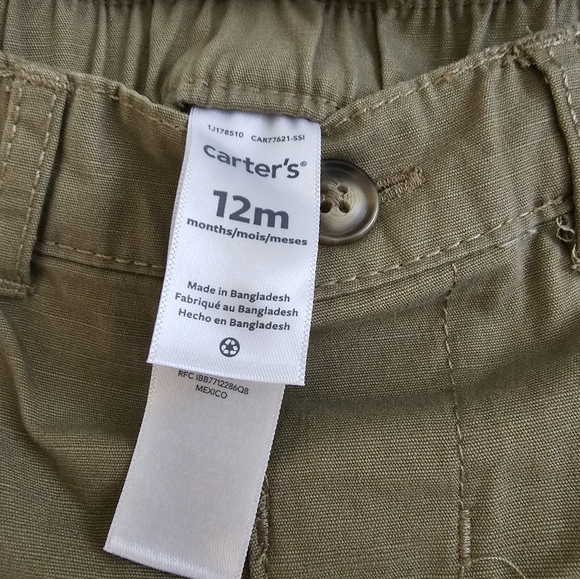 1J178510 CAR77621-SSI
carter's®
12m
months/mois/meses
Made in Bangladesh
Fabriqué au Bangladesh
Hecho en Bangladesh
RFC IBB7712286Q8
MEXICO